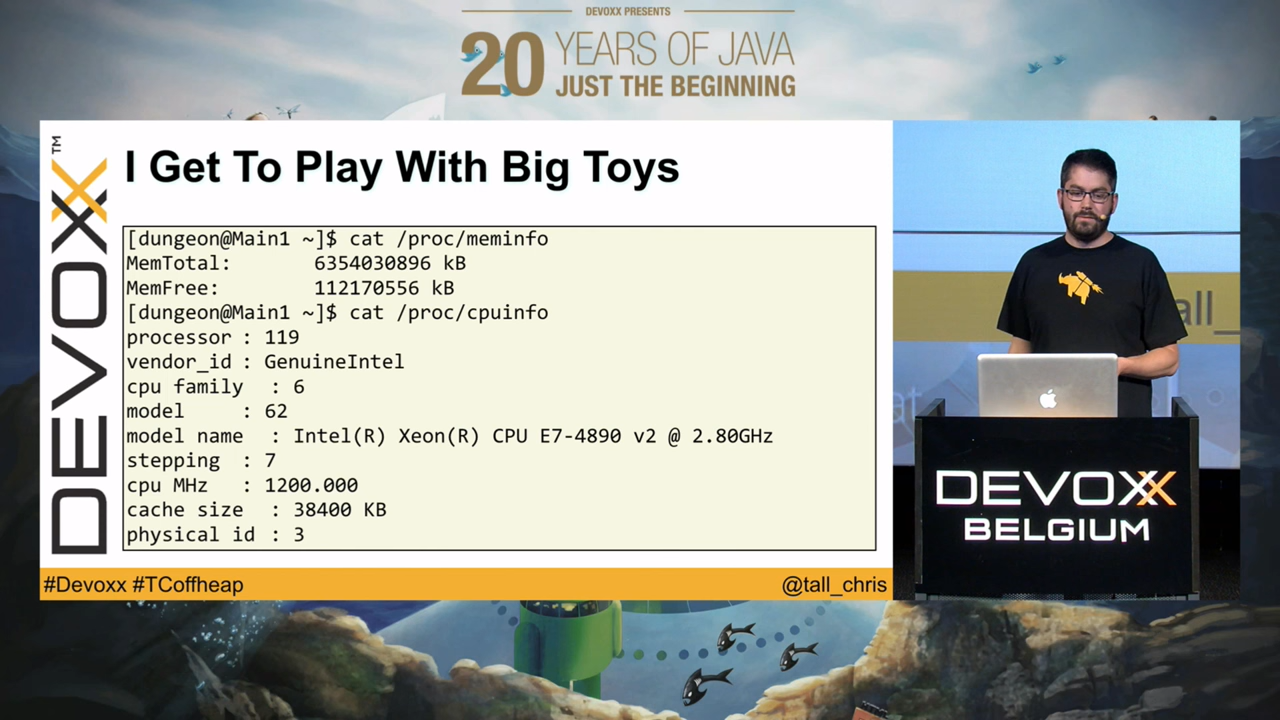 DEVOXX PRESENTS
20 YEARS OF JAVA
JUST THE BEGINNING
DEVOXX™
I Get To Play With Big Toys
[dungeon@Main1 ~]$ cat /proc/meminfo
MemTotal:       6354030896 kB
MemFree:        112170556 kB
[dungeon@Main1 ~]$ cat /proc/cpuinfo
processor : 119
vendor_id : GenuineIntel
cpu family  : 6
model     : 62
model name  : Intel(R) Xeon(R) CPU E7-4890 v2 @ 2.80GHz
stepping  : 7
cpu MHz   : 1200.000
cache size  : 38400 KB
physical id : 3
#Devoxx #TCoffheap
@tall_chris
all_
at
DEVOXX
BELGIUM